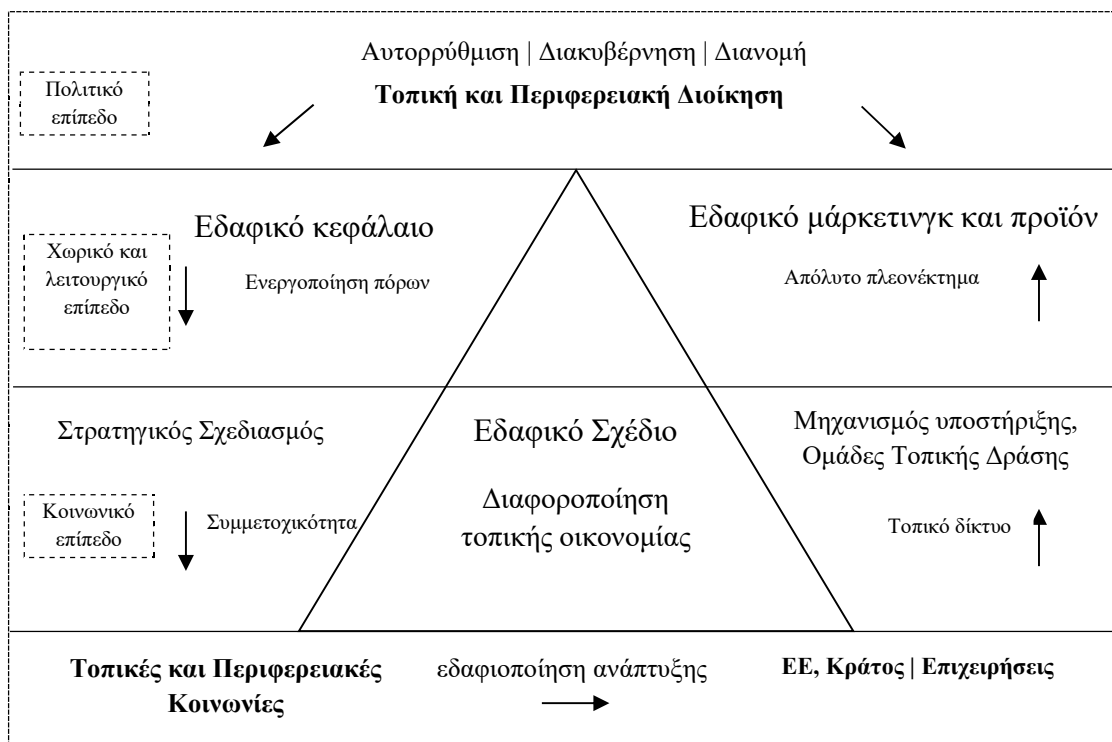 Αυτορρύθμιση | Διακυβέρνηση | Διανομή
Πολιτικό
επίπεδο
Τοπική και Περιφερειακή Διοίκηση
Εδαφικό κεφάλαιο
Εδαφικό μάρκετινγκ και προϊόν
Χωρικό και
λειτουργικό
επίπεδο
Ενεργοποίηση πόρων
Απόλυτο πλεονέκτημα
Στρατηγικός Σχεδιασμός
Εδαφικό Σχέδιο
Μηχανισμός υποστήριξης,
Ομάδες Τοπικής Δράσης
Κοινωνικό
επίπεδο
Συμμετοχικότητα
Διαφοροποίηση
τοπικής οικονομίας
Τοπικό δίκτυο
Τοπικές και Περιφερειακές
Κοινωνίες
εδαφιοποίηση ανάπτυξης
ΕΕ, Κράτος | Επιχειρήσεις